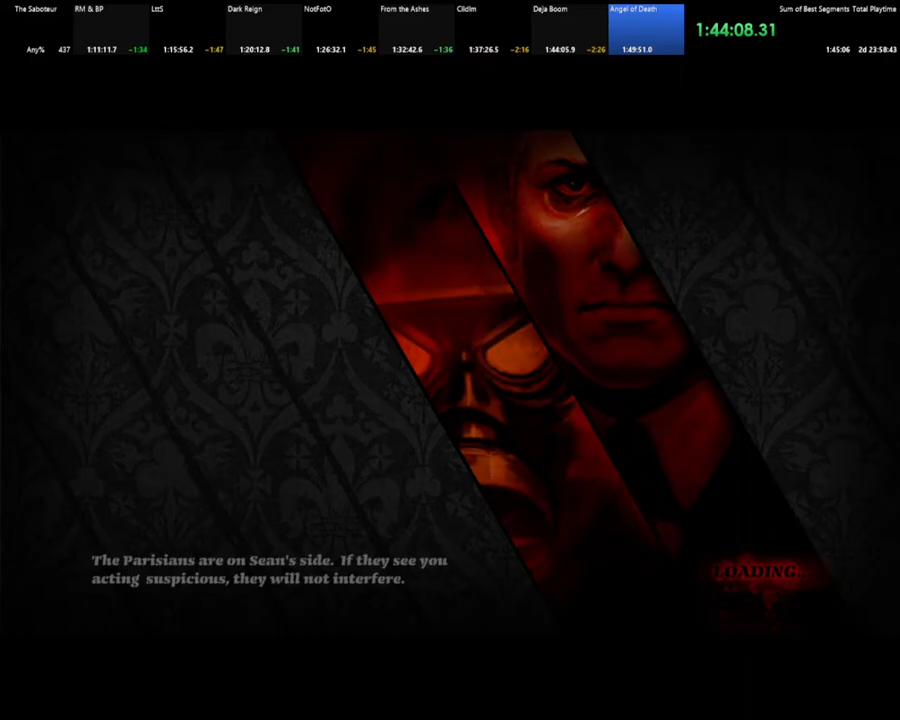 The Saboteur RM & BP LttS Dark Reign NotFotO From the Ashes CiIdIm Deja Boom Angel of Death Sum of Best Segments Total Playtime
1:44:08.31
Any% 437 1:11:11.7 −1:34 1:15:56.2 −1:47 1:20:12.8 −1:41 1:26:32.1 −1:45 1:32:42.6 −1:36 1:37:26.5 −2:16 1:44:05.9 −2:26 1:49:51.0 1:45:06 2d 23:58:43
The Parisians are on Sean's side. If they see you
acting suspicious, they will not interfere.
LOADING...